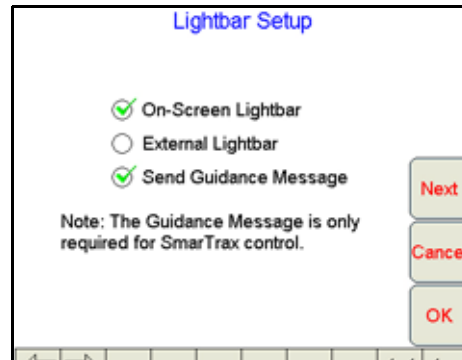 Lightbar Setup
On-Screen Lightbar
External Lightbar
Send Guidance Message
Note: The Guidance Message is only
required for SmarTrax control.
Next
Cance
OK